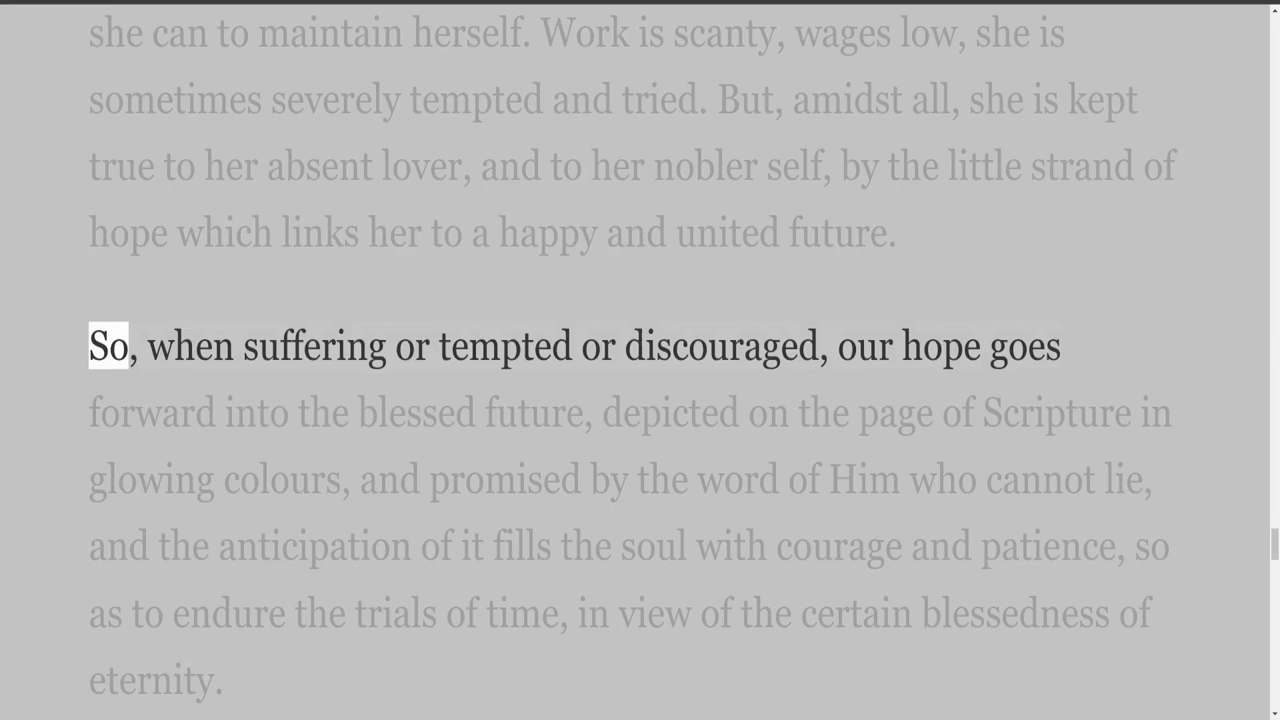 she can to maintain herself. Work is scanty, wages low, she is
sometimes severely tempted and tried. But, amidst all, she is kept
true to her absent lover, and to her nobler self, by the little strand of
hope which links her to a happy and united future.
So, when suffering or tempted or discouraged, our hope goes
forward into the blessed future, depicted on the page of Scripture in
glowing colours, and promised by the word of Him who cannot lie,
and the anticipation of it fills the soul with courage and patience, so
as to endure the trials of time, in view of the certain blessedness of
eternity.